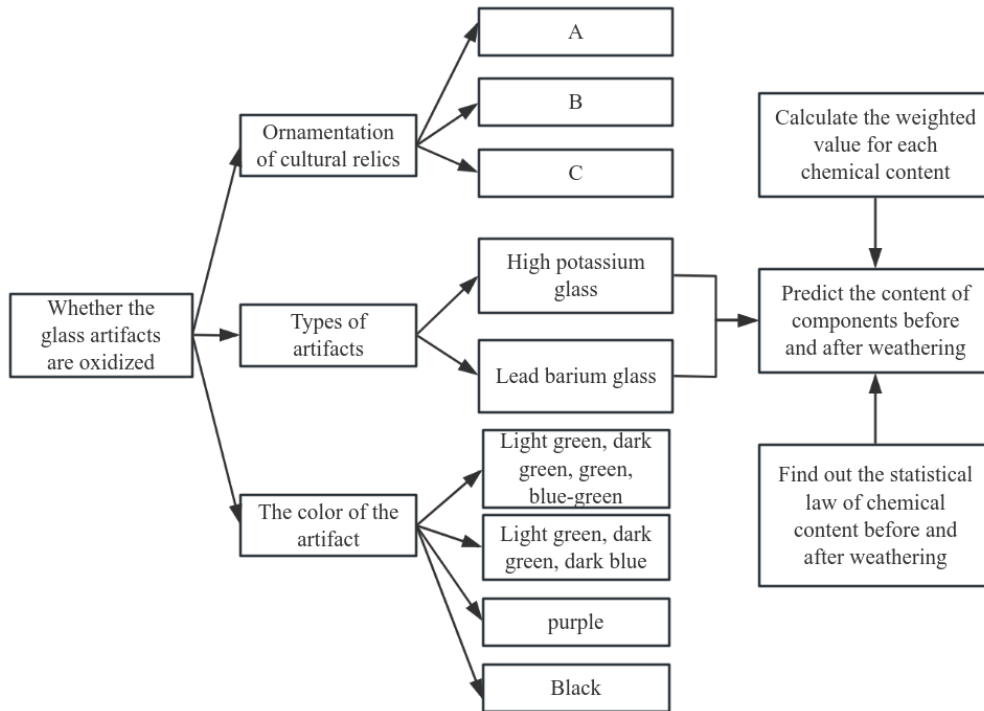 Whether the
glass artifacts
are oxidized
Ornamentation
of cultural relics
A
B
C
Types of
artifacts
High potassium
glass
Lead barium glass
The color of the
artifact
Light green, dark
green, green,
blue-green
Light green, dark
green, dark blue
purple
Black
Calculate the weighted
value for each
chemical content
Predict the content of
components before
and after weathering
Find out the statistical
law of chemical
content before and
after weathering